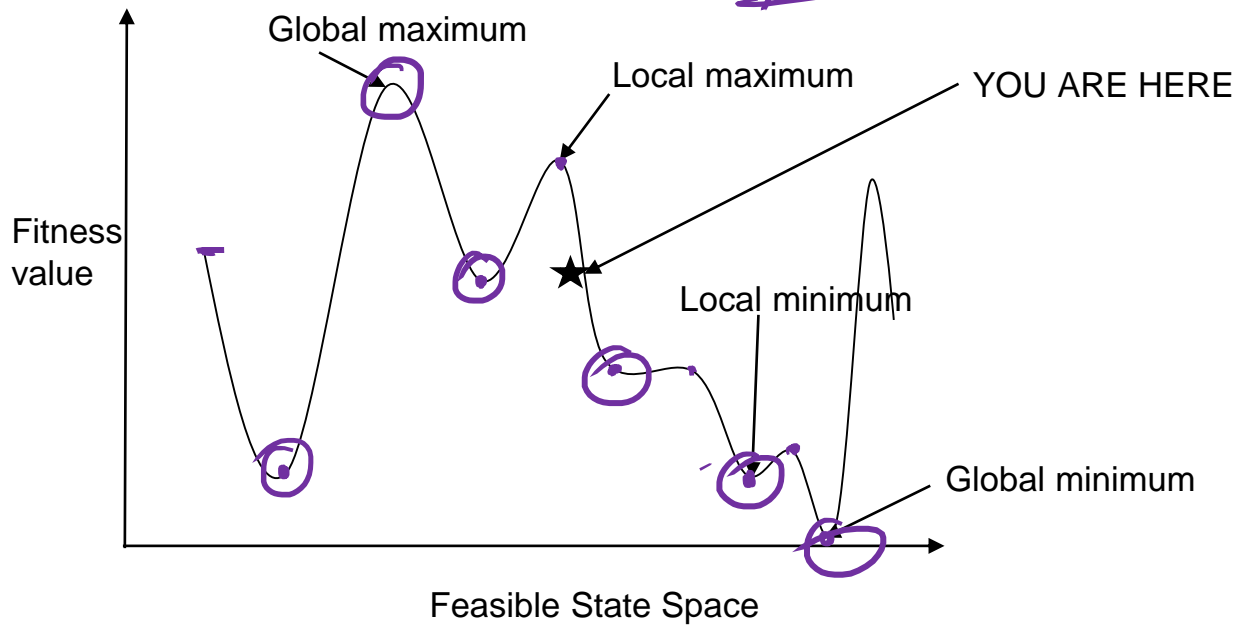 Global maximum
Local maximum
YOU ARE HERE
Fitness
value
Local minimum
Global minimum
Feasible State Space